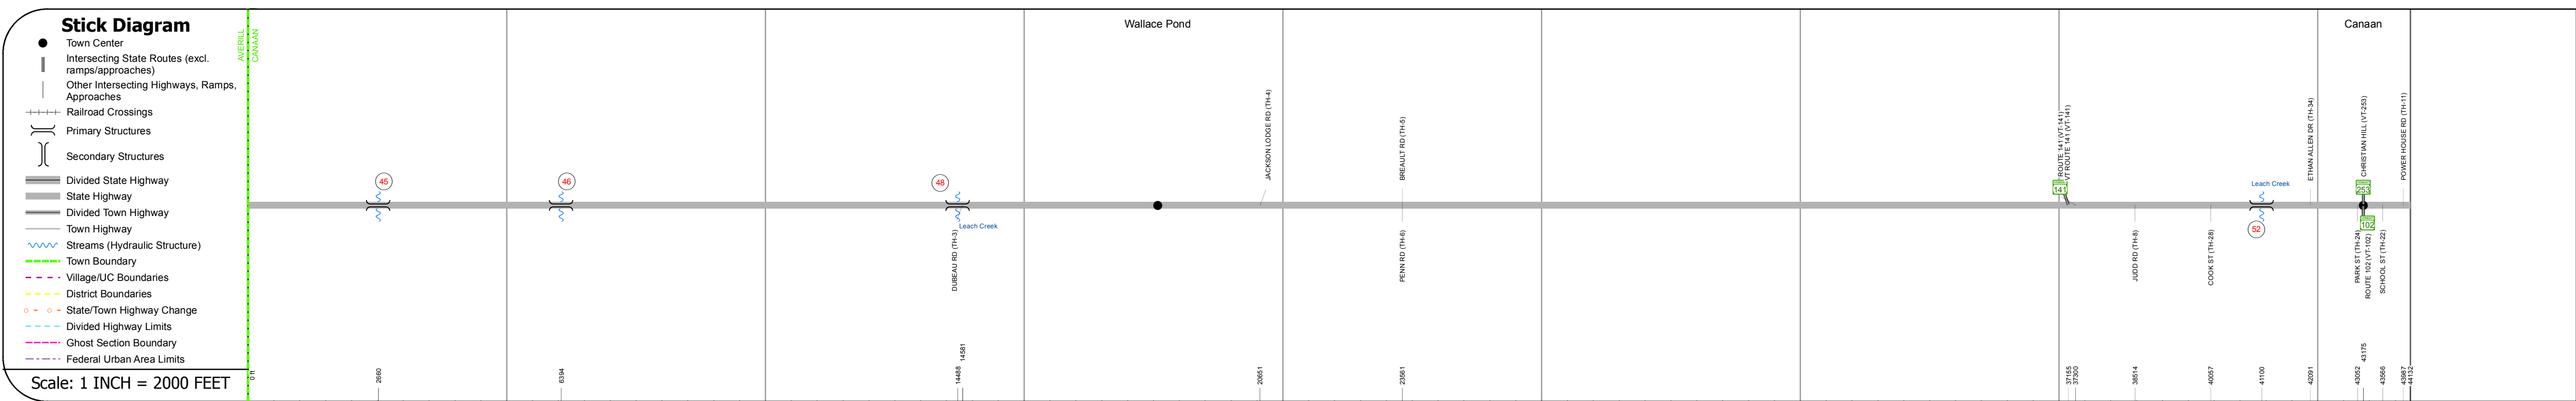 Stick Diagram
Town Center
Intersecting State Routes (excl.
ramps/approaches)
Other Intersecting Highways, Ramps,
Approaches
Railroad Crossings
Primary Structures
Secondary Structures
Divided State Highway
State Highway
Divided Town Highway
Town Highway
Streams (Hydraulic Structure)
Town Boundary
Village/UC Boundaries
District Boundaries
State/Town Highway Change
Divided Highway Limits
Ghost Section Boundary
Federal Urban Area Limits
Scale: 1 INCH = 2000 FEET
AVERILL
CANAAN
Wallace Pond
Canaan
45
46
48
Leach Creek
DUBEAU RD (TH-3)
JACKSON LODGE RD (TH-4)
BREAULT RD (TH-5)
PENN RD (TH-6)
ROUTE 141 (VT-141)
VT ROUTE 141 (VT-141)
141
JUDD RD (TH-8)
COOK ST (TH-28)
Leach Creek
52
ETHAN ALLEN DR (TH-34)
CHRISTIAN HILL (VT-253)
253
102
PARK ST (TH-24)
ROUTE 102 (VT-102)
SCHOOL ST (TH-22)
POWER HOUSE RD (TH-11)
0 ft
2660
6394
14488
14581
20651
23561
37155
37300
38514
40057
41100
42091
43052
43175
43566
43987
44132